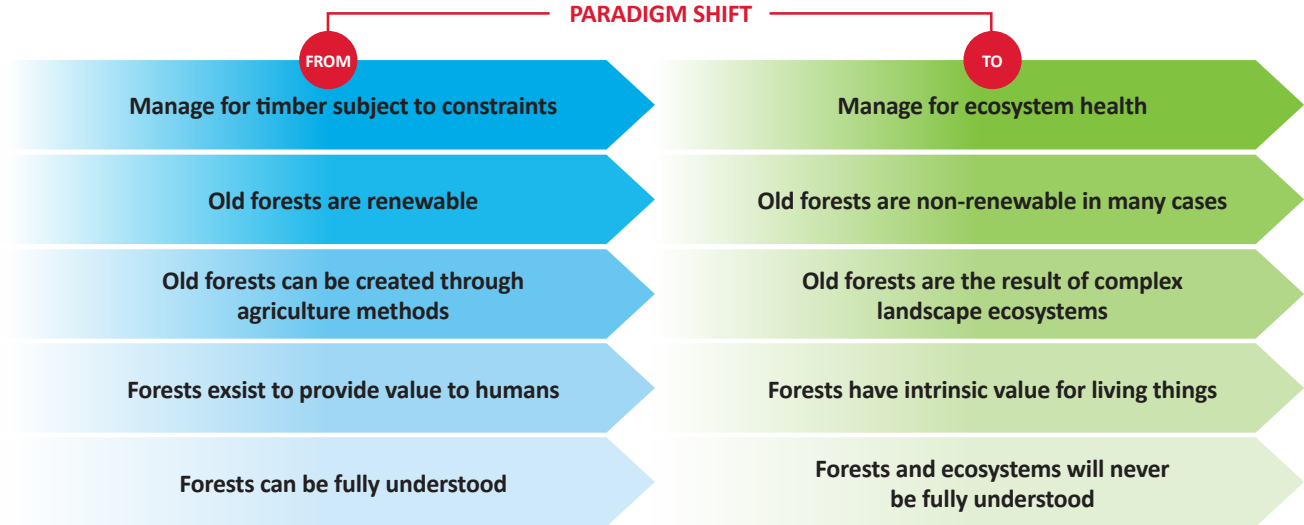 PARADIGM SHIFT
FROM
TO
Manage for timber subject to constraints
Manage for ecosystem health
Old forests are renewable
Old forests are non-renewable in many cases
Old forests can be created through
agriculture methods
Old forests are the result of complex
landscape ecosystems
Forests exsist to provide value to humans
Forests have intrinsic value for living things
Forests can be fully understood
Forests and ecosystems will never
be fully understood